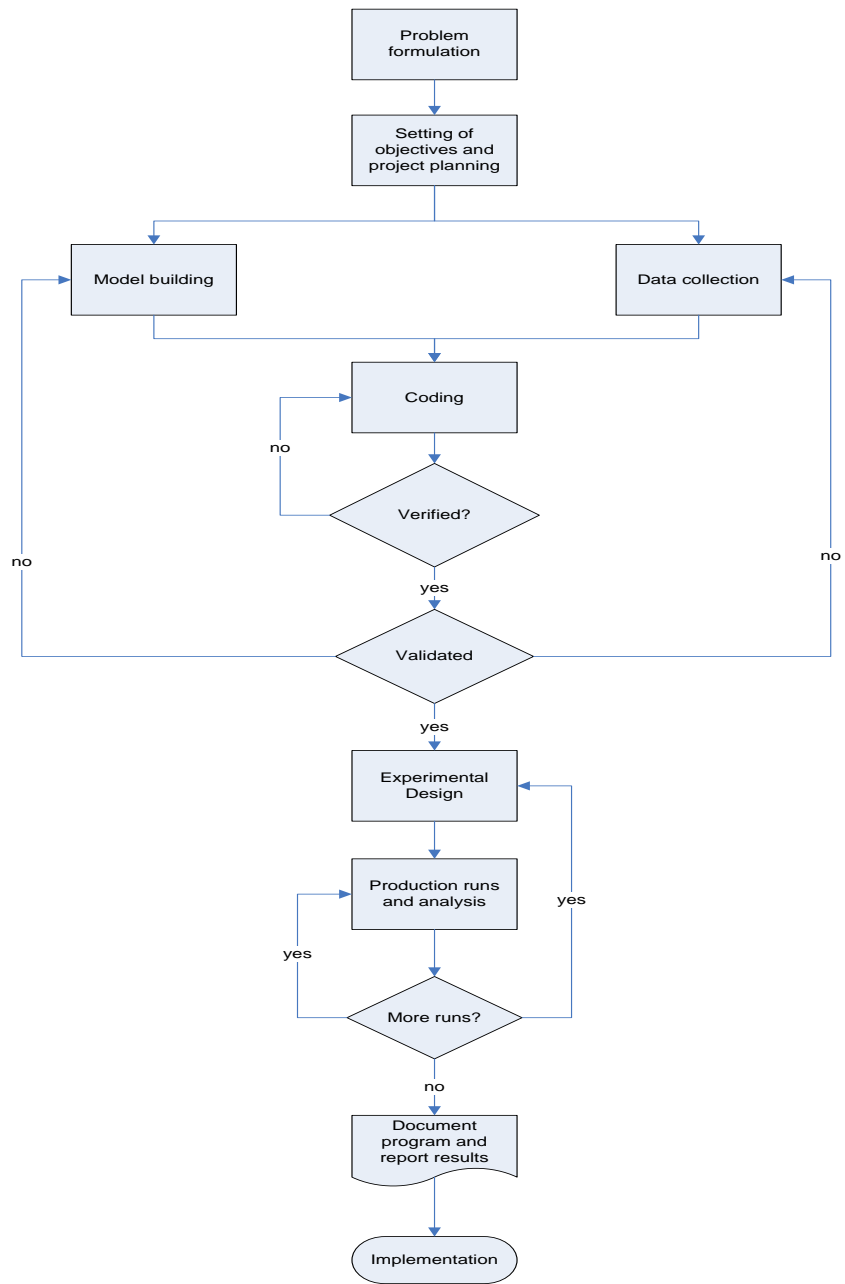 Problem
formulation
Setting of
objectives and
project planning
Model building
Data collection
Coding
no
Verified?
no
no
yes
Validated
yes
Experimental
Design
Production runs
and analysis
yes
yes
More runs?
no
Document
program and
report results
Implementation